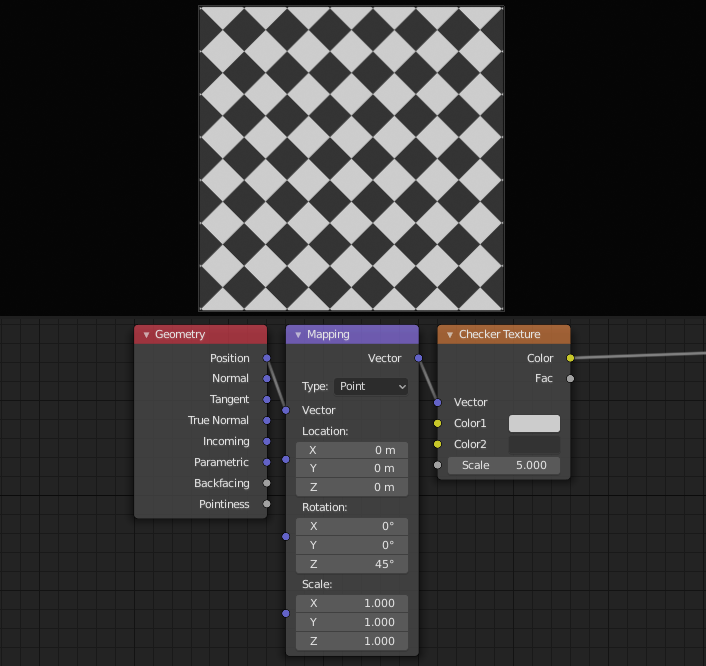 Geometry
Position
Normal
Tangent
True Normal
Incoming
Parametric
Backfacing
Pointiness
Mapping
Vector
Type: Point
Vector
Location:
X 0 m
Y 0 m
Z 0 m
Rotation:
X 0°
Y 0°
Z 45°
Scale:
X 1.000
Y 1.000
Z 1.000
Checker Texture
Color
Fac
Vector
Color1
Color2
Scale 5.000